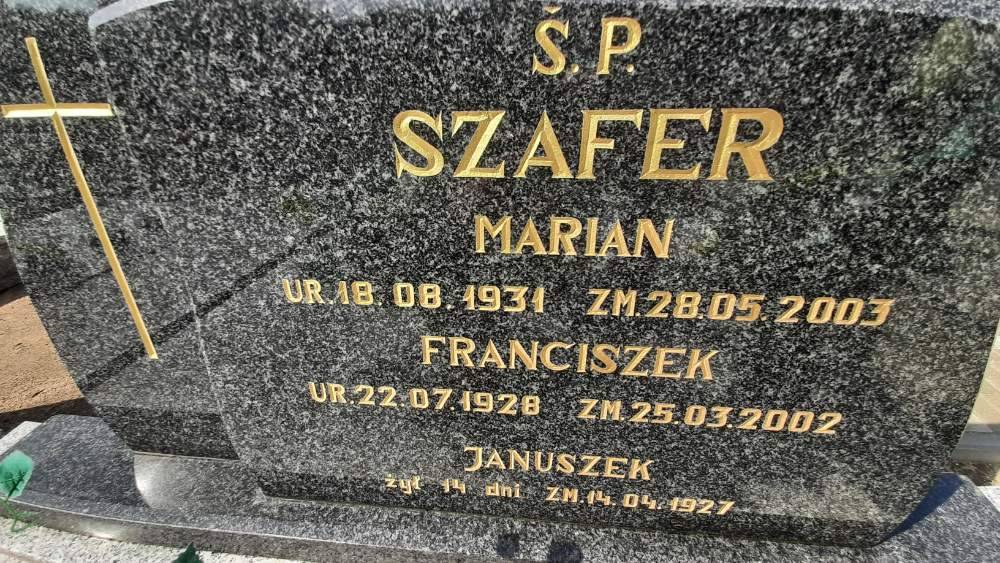 Ś.P.
SZAFER
MARIAN
UR.18.08.1931 ZM.28.05.2003
FRANCISZEK
UR.22.07.1928 ZM.25.03.2002
JANUSZEK
żył 14 dni ZM.14.04.1927